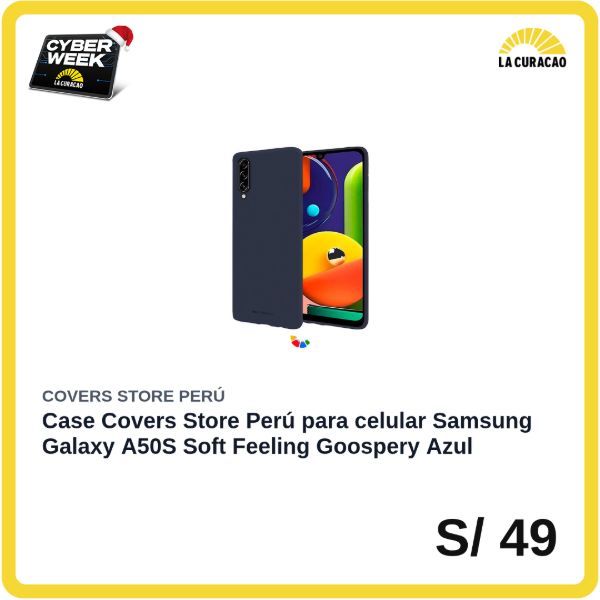 CYBER
WEEK
LA CURACAO
LA CURACAO
COVERS STORE PERÚ
Case Covers Store Perú para celular Samsung
Galaxy A50S Soft Feeling Goospery Azul
S/ 49